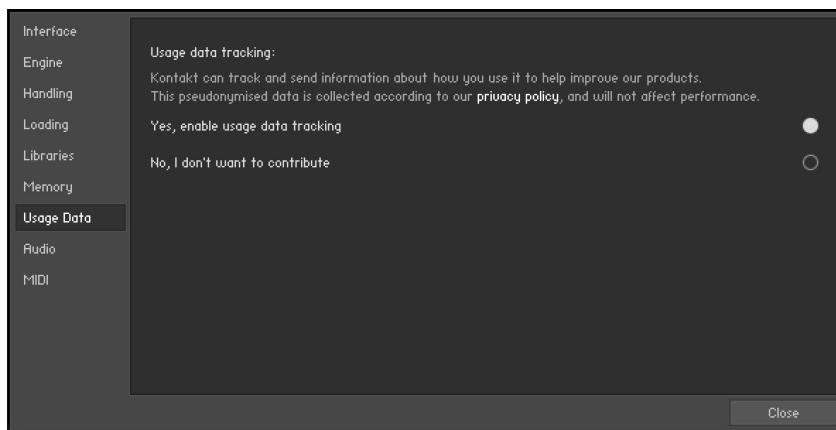 Interface
Engine
Handling
Loading
Libraries
Memory
Usage Data
Audio
MIDI
Usage data tracking:
Kontakt can track and send information about how you use it to help improve our products.
This pseudonymised data is collected according to our privacy policy, and will not affect performance.
Yes, enable usage data tracking
No, I don't want to contribute
Close